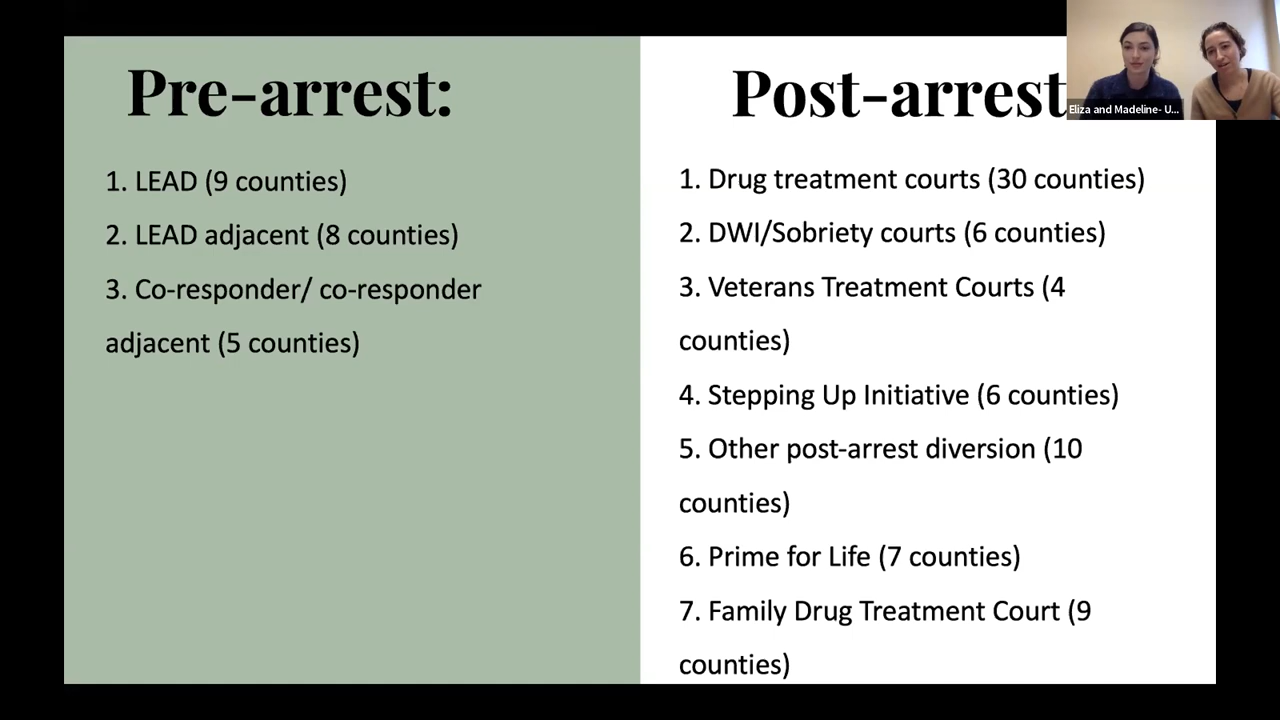 Pre-arrest:
1. LEAD (9 counties)
2. LEAD adjacent (8 counties)
3. Co-responder/ co-responder
adjacent (5 counties)
Post-arrest
1. Drug treatment courts (30 counties)
2. DWI/Sobriety courts (6 counties)
3. Veterans Treatment Courts (4
counties)
4. Stepping Up Initiative (6 counties)
5. Other post-arrest diversion (10
counties)
6. Prime for Life (7 counties)
7. Family Drug Treatment Court (9
counties)
Eliza and Madeline- U...